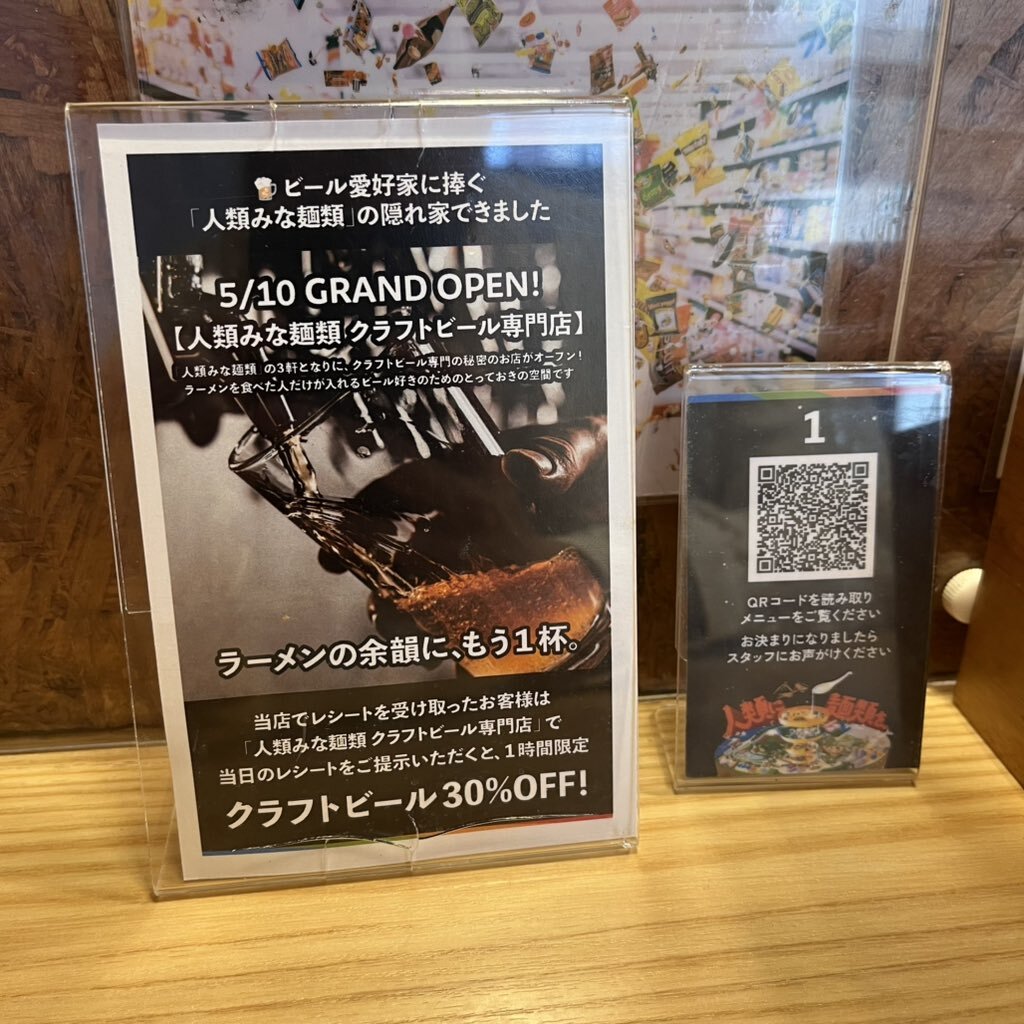 ビール愛好家に捧ぐ
「人類みな麺類」の隠れ家できました
5/10 GRAND OPEN!
【人類みな麺類 クラフトビール専門店】
「人類みな麺類」の3軒となりに、クラフトビール専門の秘密のお店がオープン!
ラーメンを食べた人だけが入れるビール好きのためのとっておきの空間です
ラーメンの余韻に、もう1杯。
当店でレシートを受け取ったお客様は
「人類みな麺類 クラフトビール専門店」で
当日のレシートをご提示いただくと、1時間限定
クラフトビール 30%OFF!
1
QRコードを読み取り
メニューをご覧ください
お決まりになりましたら
スタッフにお声がけください